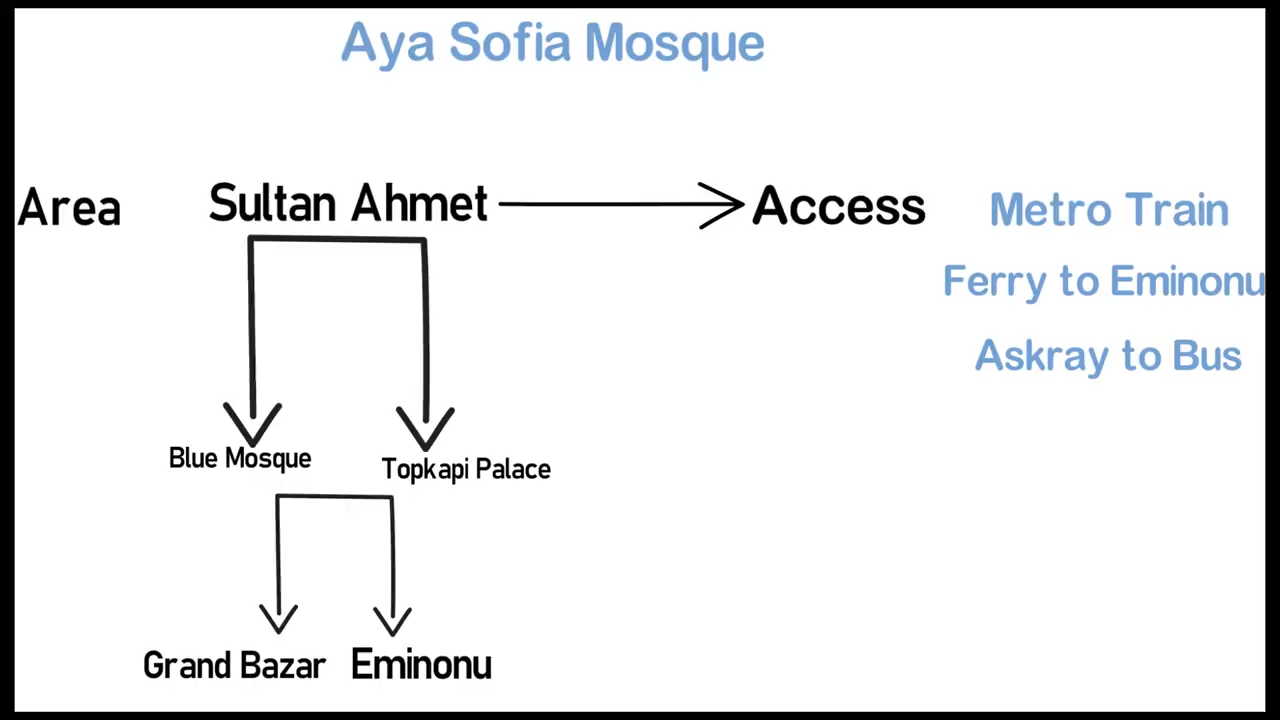 Aya Sofia Mosque
Area Sultan Ahmet Access Metro Train
Ferry to Eminonu
Askray to Bus
Blue Mosque Topkapi Palace
Grand Bazar Eminonu